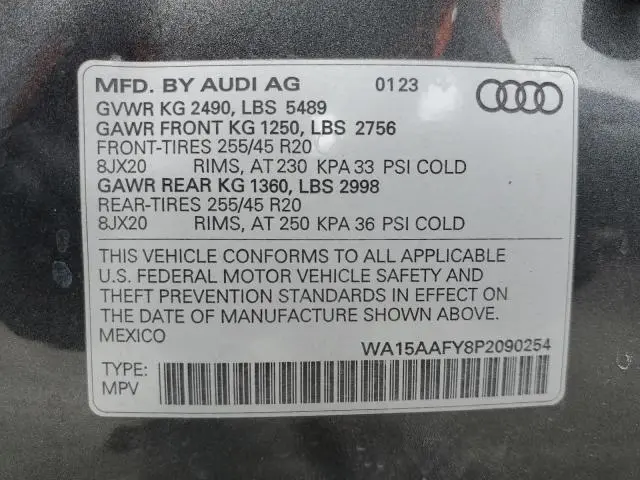 MFD. BY AUDI AG 0123
GVWR KG 2490, LBS 5489
GAWR FRONT KG 1250, LBS 2756
FRONT-TIRES 255/45 R20
8JX20 RIMS, AT 230 KPA 33 PSI COLD
GAWR REAR KG 1360, LBS 2998
REAR-TIRES 255/45 R20
8JX20 RIMS, AT 250 KPA 36 PSI COLD
THIS VEHICLE CONFORMS TO ALL APPLICABLE
U.S. FEDERAL MOTOR VEHICLE SAFETY AND
THEFT PREVENTION STANDARDS IN EFFECT ON
THE DATE OF MANUFACTURE SHOWN ABOVE.
MEXICO
WA15AAFY8P2090254
TYPE:
MPV